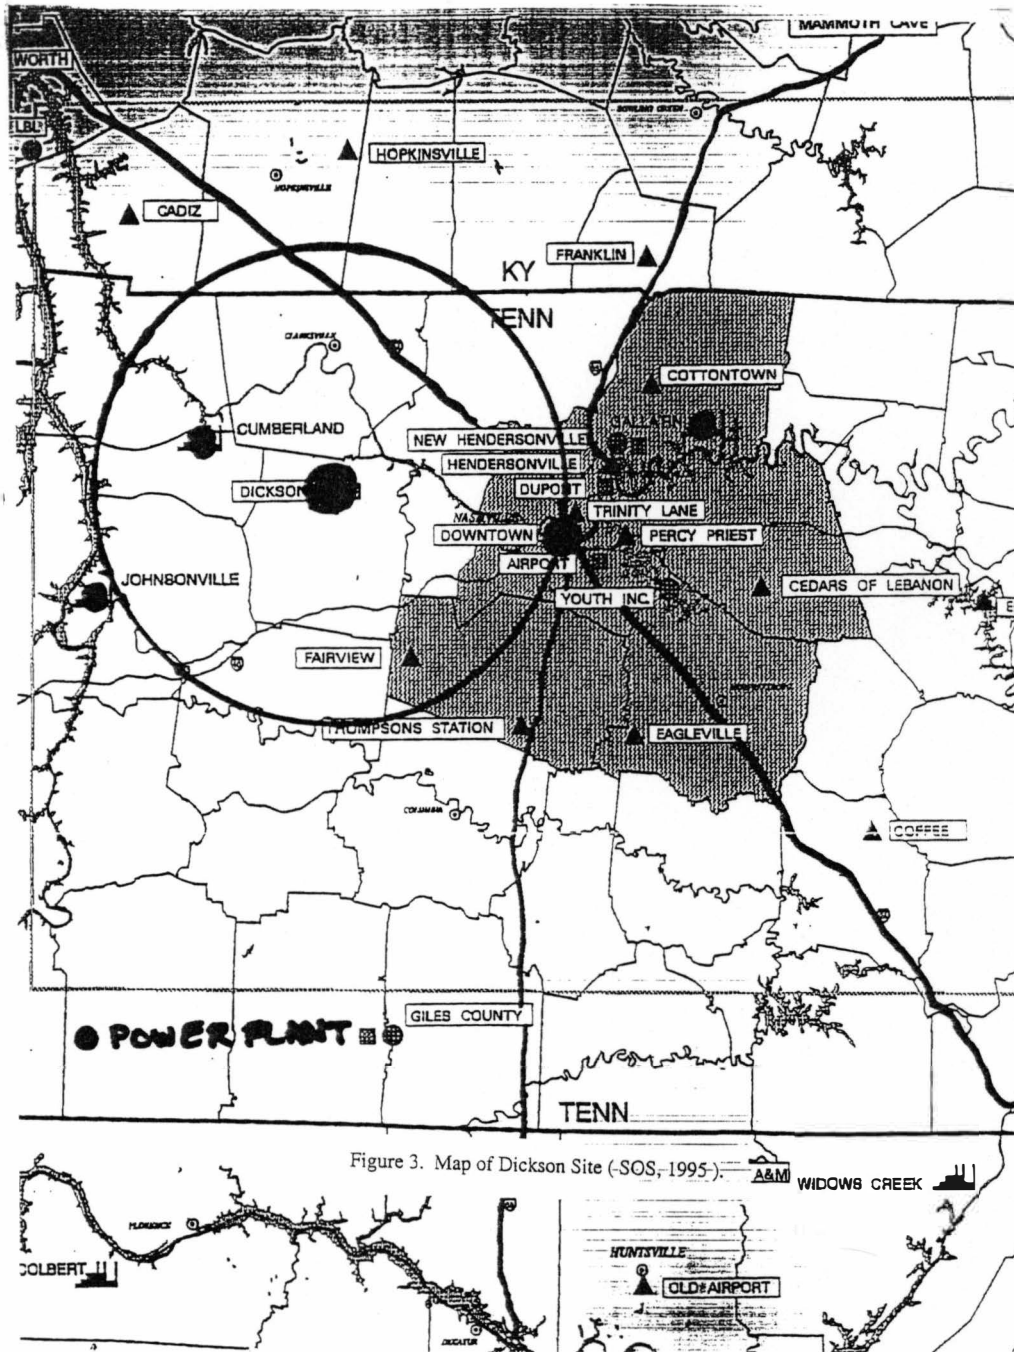 MAMMOTH CAVE
WORTH
BOWLING GREEN
LBL
HOPKINSVILLE
HOPKINSVILLE
CADIZ
FRANKLIN
KY
TENN
CLARKSVILLE
COTTONTOWN
GALLATIN
CUMBERLAND
NEW HENDERSONVILLE
HENDERSONVILLE
DICKSON
DUPONT
TRINITY LANE
NASHVILLE
DOWNTOWN
PERCY PRIEST
AIRPORT
JOHNSONVILLE
CEDARS OF LEBANON
YOUTH INC.
E
FAIRVIEW
THOMPSONS STATION
EAGLEVILLE
COLUMBIA
COFFEE
GILES COUNTY
POWER PLANT
TENN
Figure 3. Map of Dickson Site (SOS, 1995).
A&M
WIDOWS CREEK
FLORENCE
HUNTSVILLE
COLBERT
OLD AIRPORT
DECATUR